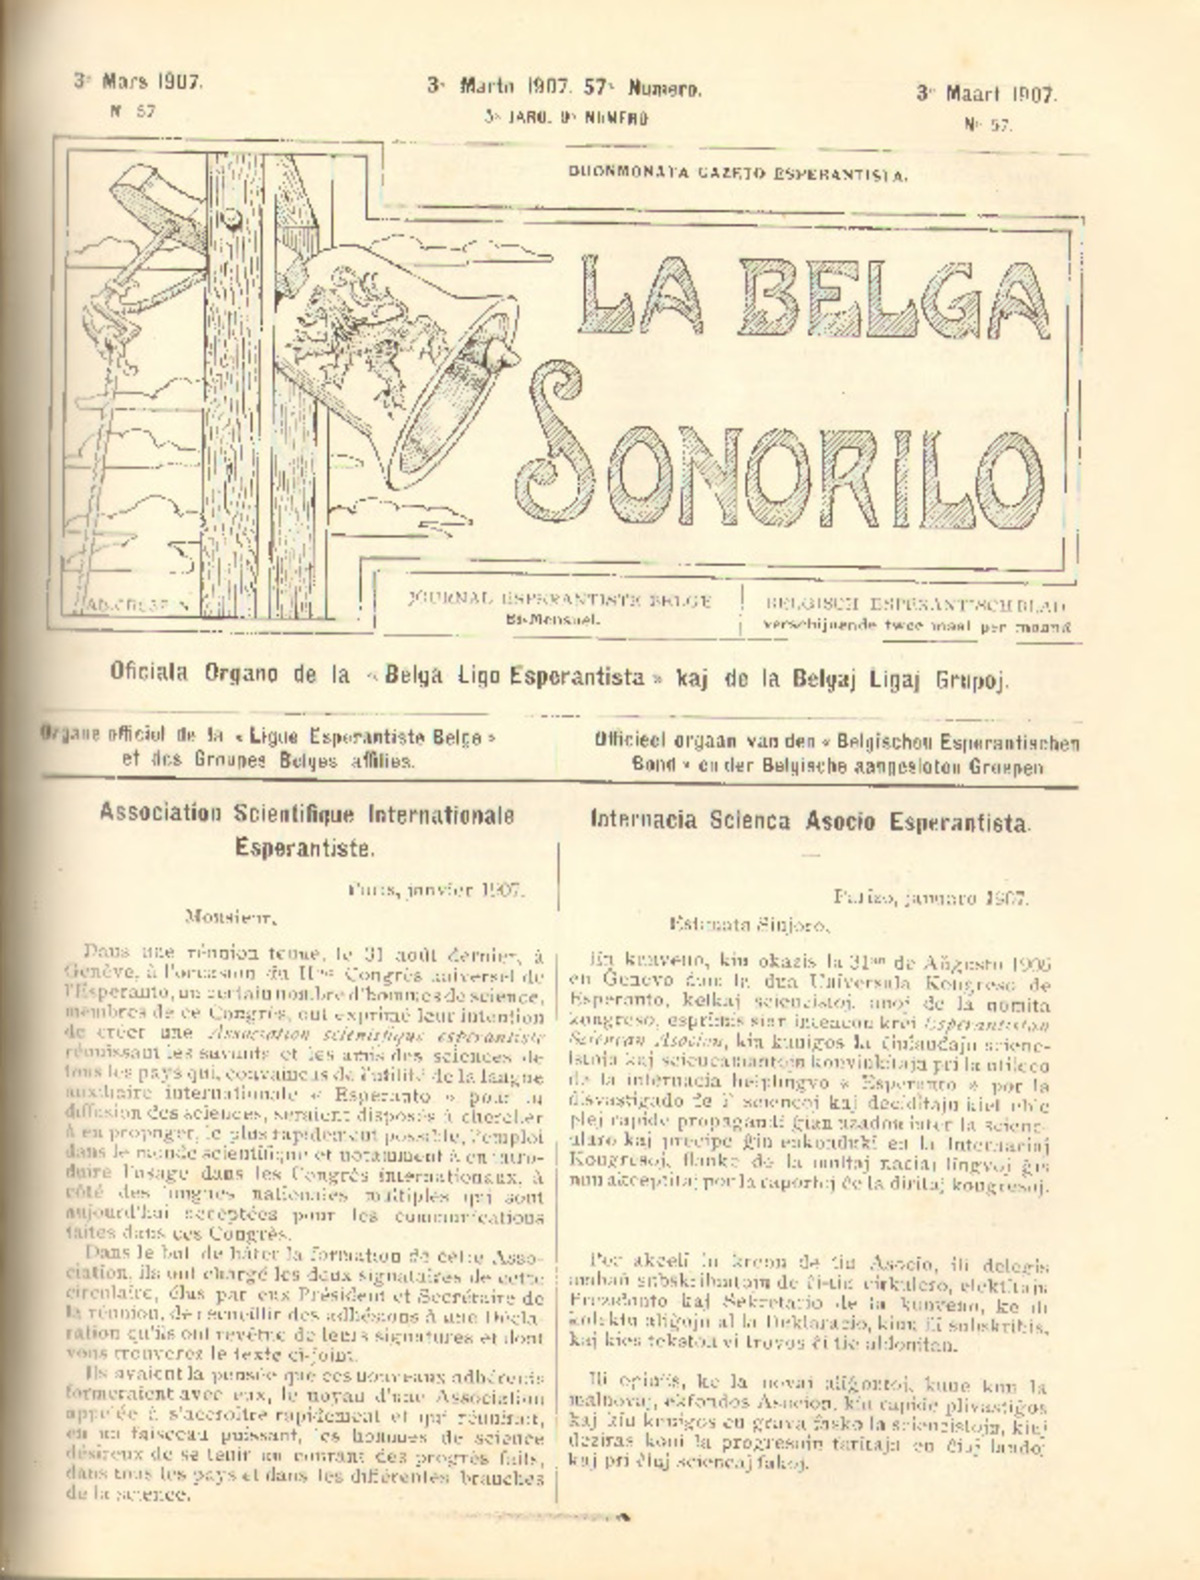 3e Mars 1907.
N° 57
3a Marto 1907. 57a Numero.
5a JARO. 9a NUMERO
3e Maart 1907.
Nr 57.
DUONMONATA GAZETO ESPERANTISTA.
LA BELGA
SONORILO
JOURNAL ESPERANTISTE BELGE
Bi-Mensuel.
BELGISCH ESPERANTISCH BLAD
verschijnende twee maal per maand
Oficiala Organo de la « Belga Ligo Esperantista » kaj de la Belgaj Ligaj Grupoj.
Organe officiel de la « Ligue Esperantiste Belge »
et des Groupes Belges affiliés.
Officieel orgaan van den « Belgischen Esperantischen
Bond » en der Belgische aangesloten Groepen
Association Scientifique Internationale
Esperantiste.
Paris, janvier 1907.
Monsieur,
Dans une réunion tenue, le 31 août dernier, à
Genève, à l'occasion du IIme Congrès universel de
l'Esperanto, un certain nombre d'hommes de science,
membres de ce Congrès, ont exprimé leur intention
de créer une Association scientifique esperantiste
réunissant les savants et les amis des sciences de
tous les pays qui, convaincus de l'utilité de la langue
auxiliaire internationale « Esperanto » pour la
diffusion des sciences, seraient disposés à chercher
à en propager, le plus rapidement possible, l'emploi
dans le monde scientifique et notamment à en intro-
duire l'usage dans les Congrès internationaux, à
côté des langues nationales multiples qui sont
aujourd'hui acceptées pour les communications
faites dans ces Congrès.
Dans le but de hâter la formation de cette Asso-
ciation, ils ont chargé les deux signataires de cette
circulaire, élus par eux Président et Secrétaire de
la réunion, de recueillir des adhésions à une Décla-
ration qu'ils ont revêtue de leurs signatures et dont
vous trouverez le texte ci-joint.
Ils avaient la pensée que ces nouveaux adhérents
formeraient avec eux, le noyau d'une Association
appelée à s'accroître rapidement et qui réunirait,
en un faisceau puissant, les hommes de science
désireux de se tenir au courant des progrès faits,
dans tous les pays et dans les différentes branches
de la science.
Internacia Scienca Asocio Esperantista.
Parizo, januaro 1907.
Estimata Sinjoro,
En kunveno, kiu okazis la 31an de Aŭgusto 1906
en Genevo dum la dua Universala Kongreso de
Esperanto, kelkaj sciencistoj, anoj de la nomita
kongreso, esprimis sian intencon krei Esperantistan
Sciencan Asocion, kiu kunigos la ĉiulandajn scienc-
istojn kaj sciencamantojn konvinkitajn pri la utileco
de la internacia helplingvo « Esperanto » por la
disvastigado de l' sciencoj kaj deciditajn kiel eble
plej rapide propagandi ĝian uzadon inter la scienc-
ularo kaj precipe ĝin enkonduki en la Internaciaj
Kongresoj, flanke de la multaj naciaj lingvoj ĝis
nun akceptitaj por la raportoj ĉe la diritaj kongresoj.
Por akceli la kreon de tiu Asocio, ili delegis
ambaŭ subskribintojn de ĉi-tiu cirkulero, elektitajn
Prezidanto kaj Sekretario de la kunveno, ke ili
kolektu aliĝojn al la Deklaracio, kiun ili subskribis,
kaj kies tekston vi trovos ĉi tie aldonitan.
Ili opiniis, ke la novaj aliĝontoj, kune kun la
malnovaj, ekfondos Asocion, kiu rapide plivastiĝos
kaj kiu kunigos en grava fasko la sciencistojn, kiuj
deziras koni la progresojn faritajn en ĉiuj landoj
kaj pri ĉiuj sciencaj fakoj.